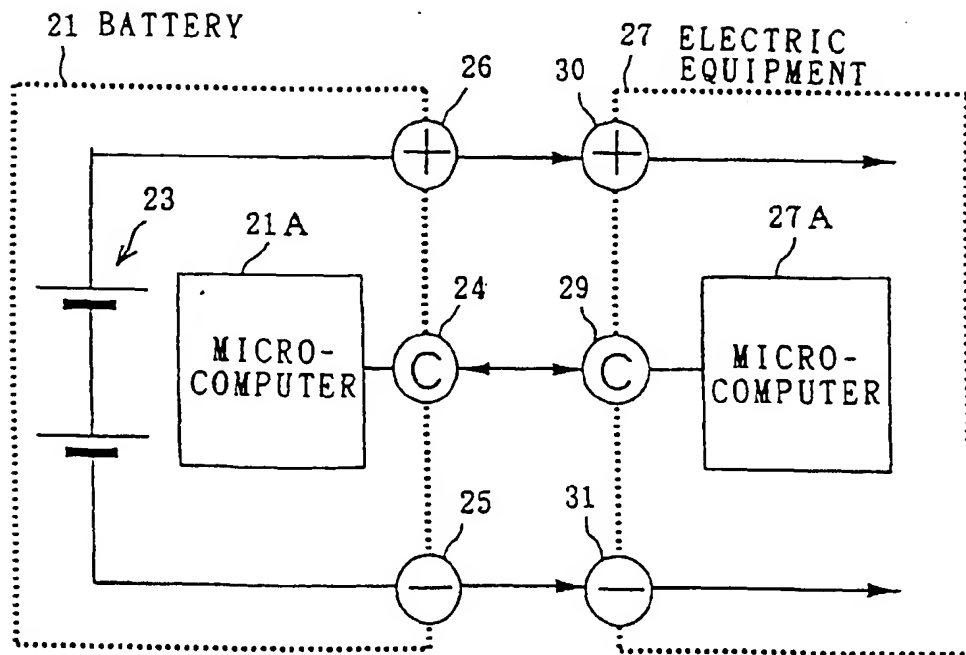 21 BATTERY
27 ELECTRIC
EQUIPMENT
26
30
+
+
23
21A
27A
24
29
MICRO-
COMPUTER
C
C
MICRO-
COMPUTER
25
31
−
−